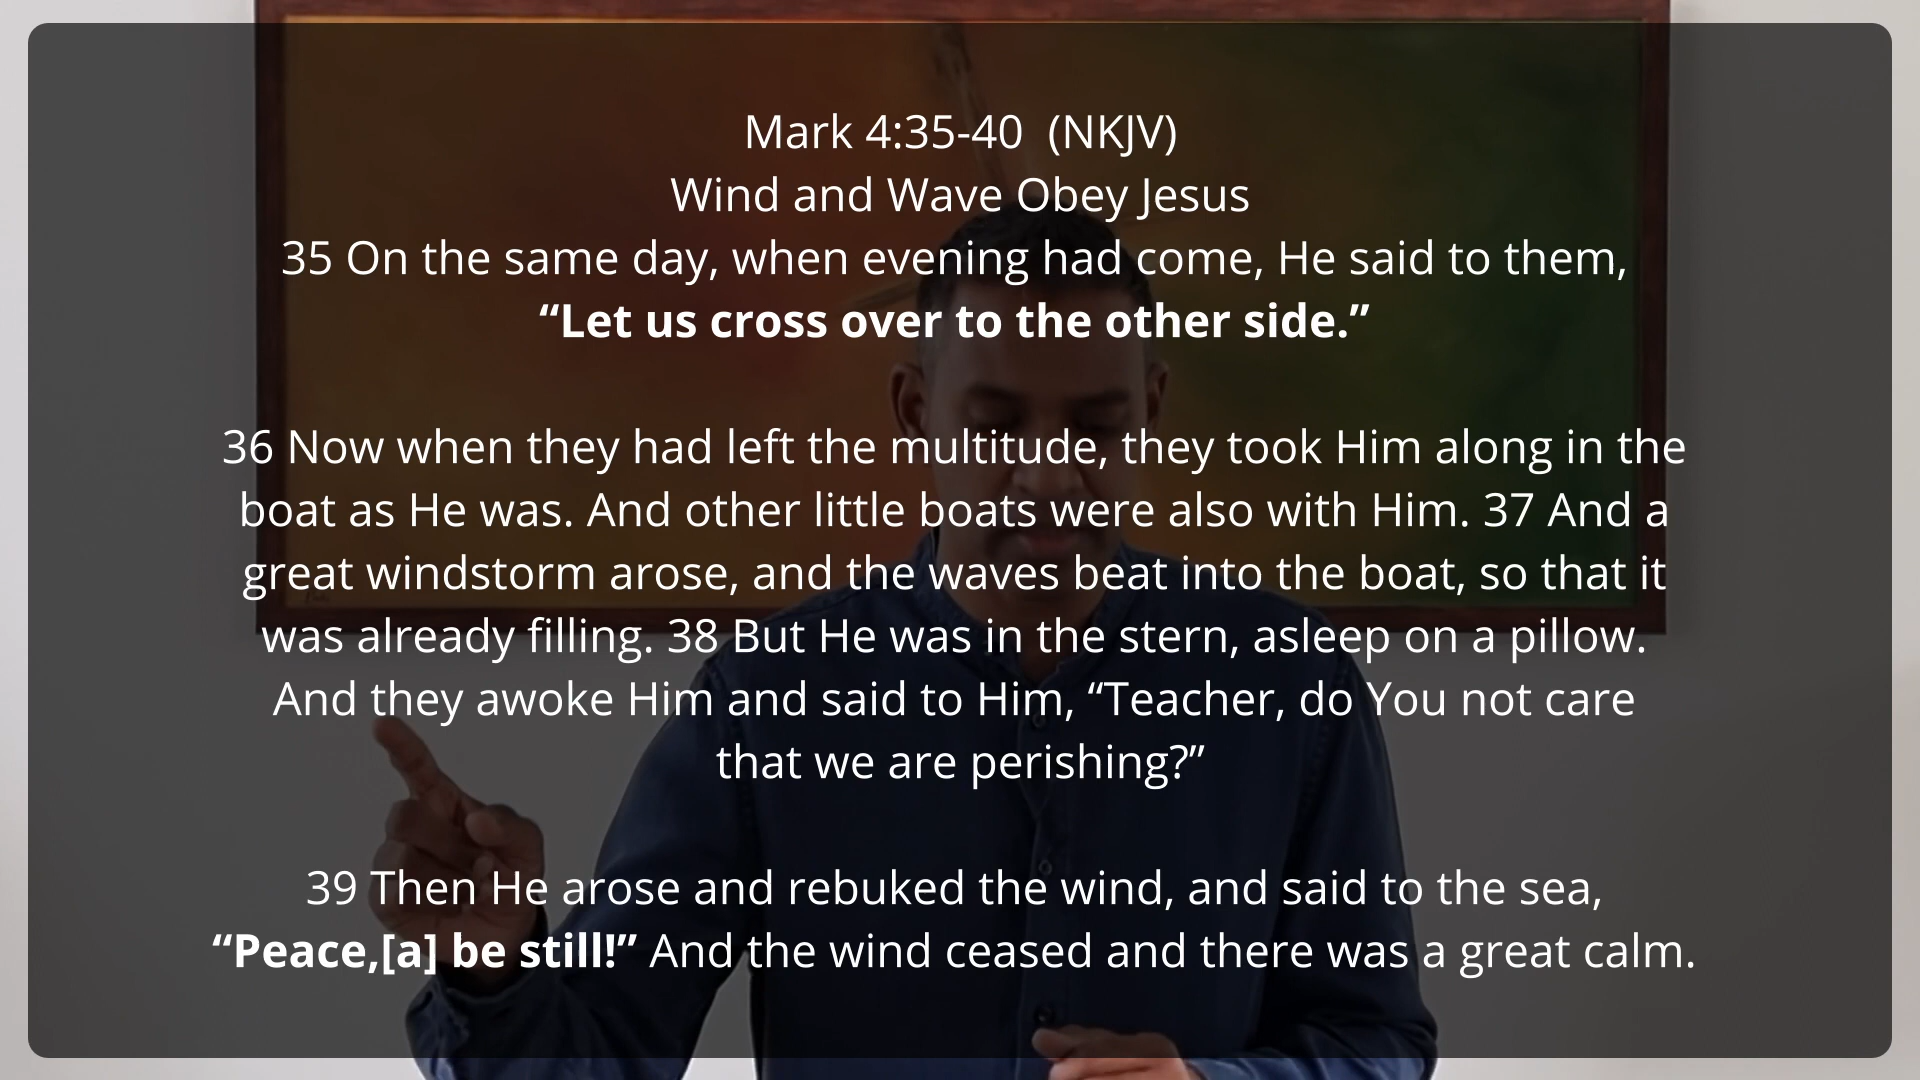 Mark 4:35-40  (NKJV)
Wind and Wave Obey Jesus
35 On the same day, when evening had come, He said to them,
“Let us cross over to the other side.”
36 Now when they had left the multitude, they took Him along in the
boat as He was. And other little boats were also with Him. 37 And a
great windstorm arose, and the waves beat into the boat, so that it
was already filling. 38 But He was in the stern, asleep on a pillow.
And they awoke Him and said to Him, “Teacher, do You not care
that we are perishing?”
39 Then He arose and rebuked the wind, and said to the sea,
“Peace,[a] be still!” And the wind ceased and there was a great calm.